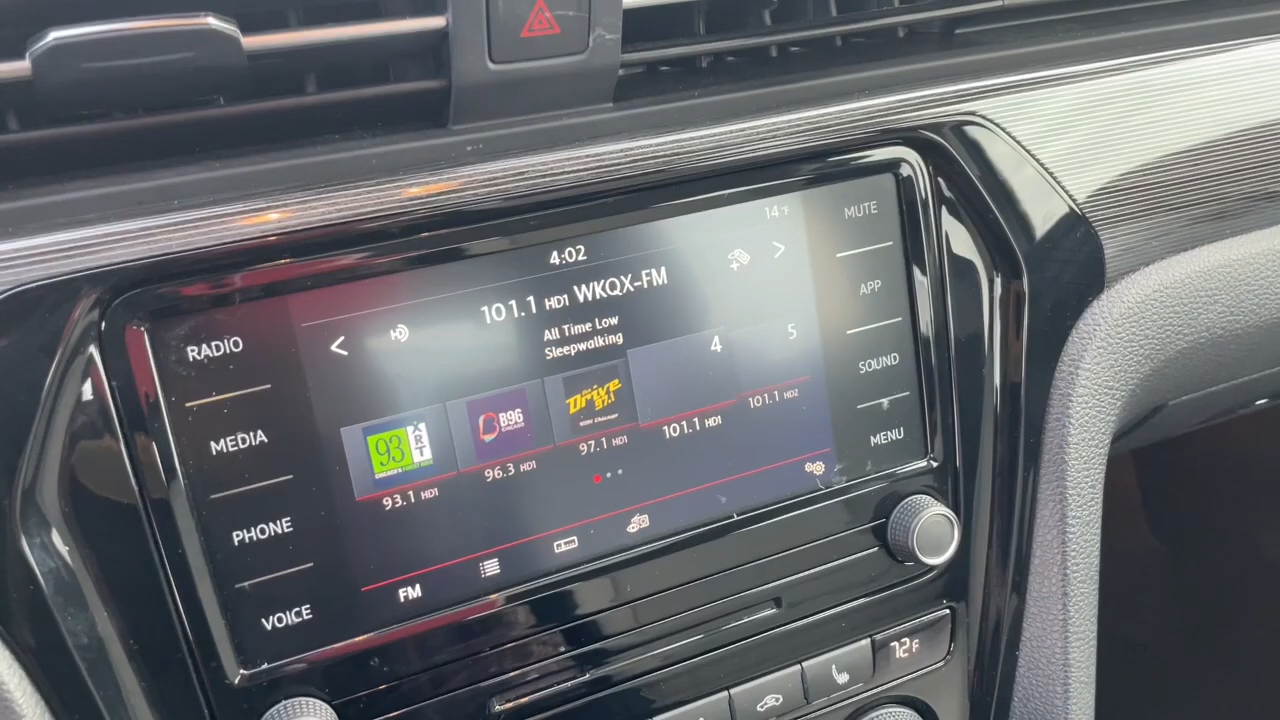 14°F
4:02
MUTE
101.1 HD1 WKQX-FM
APP
All Time Low
Sleepwalking
RADIO
4
5
SOUND
MEDIA
93
XRT
B96
CHICAGO
The
Drive
97.1
93.1 HD1
96.3 HD1
97.1 HD1
101.1 HD1
101.1 HD2
MENU
PHONE
FM
VOICE
72°F